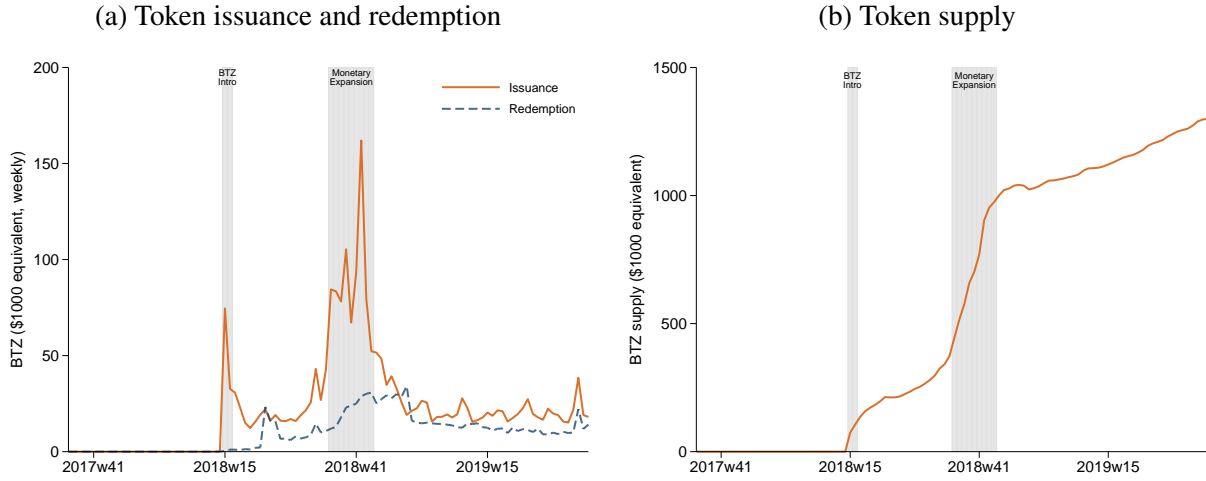 (a) Token issuance and redemption
BTZ ($1000 equivalent, weekly)
200
150
100
50
0
BTZ
Intro
Monetary
Expansion
Issuance
Redemption
2017w41
2018w15
2018w41
2019w15
(b) Token supply
BTZ supply ($1000 equivalent)
1500
1000
500
0
BTZ
Intro
Monetary
Expansion
2017w41
2018w15
2018w41
2019w15